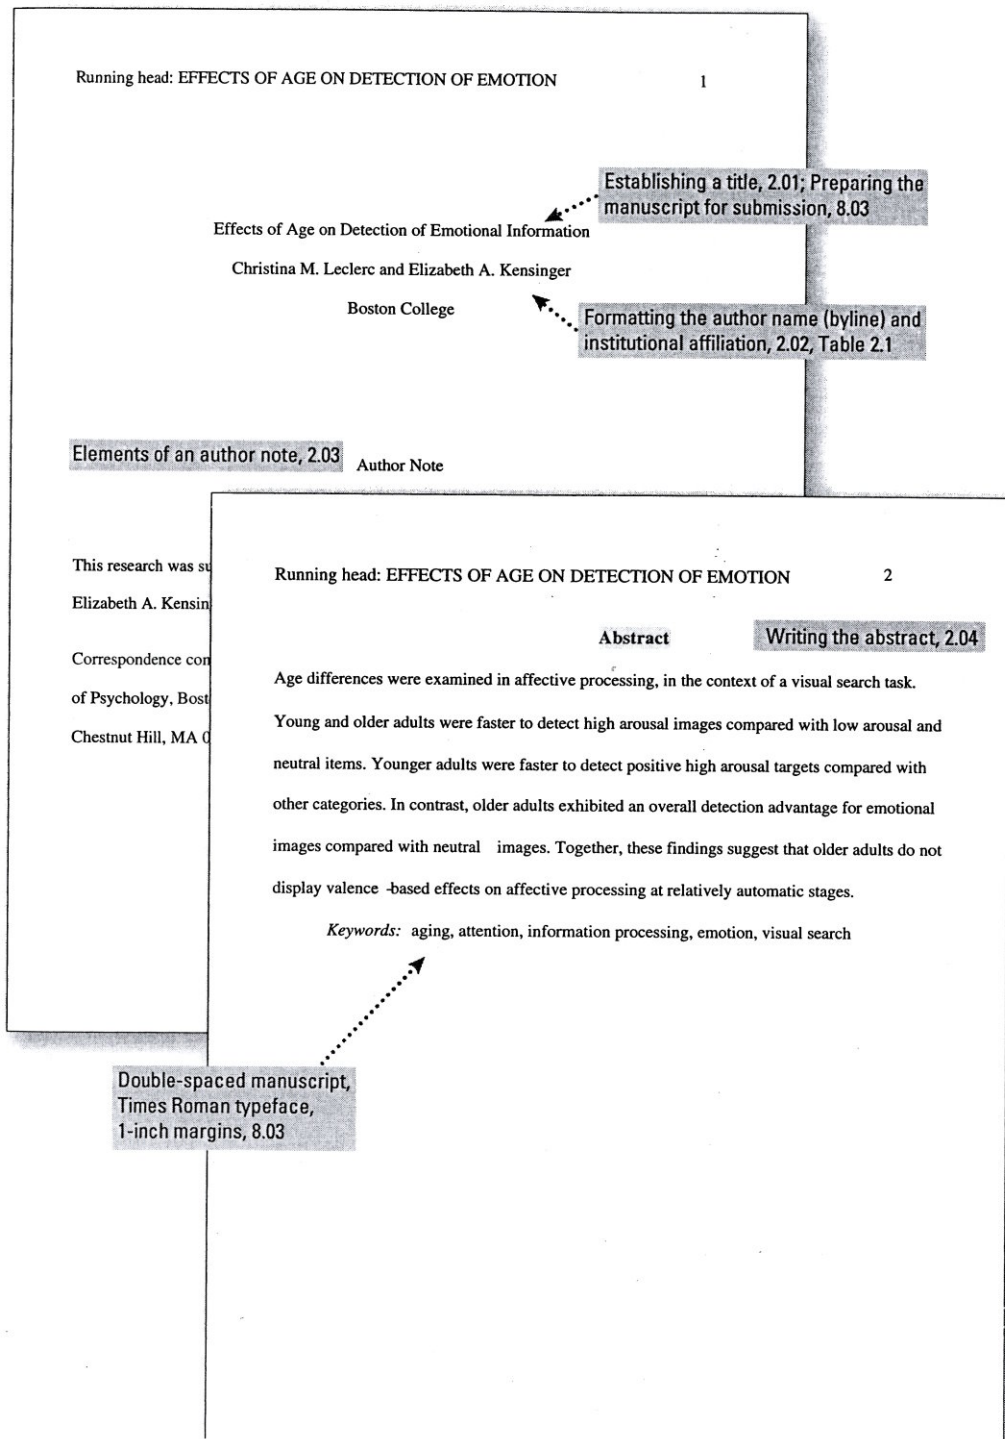 Running head: EFFECTS OF AGE ON DETECTION OF EMOTION 1
Establishing a title, 2.01; Preparing the
manuscript for submission, 8.03
Effects of Age on Detection of Emotional Information
Christina M. Leclerc and Elizabeth A. Kensinger
Boston College
Formatting the author name (byline) and
institutional affiliation, 2.02, Table 2.1
Elements of an author note, 2.03
Author Note
This research was su
Elizabeth A. Kensin
Correspondence con
of Psychology, Bost
Chestnut Hill, MA 0
Running head: EFFECTS OF AGE ON DETECTION OF EMOTION 2
Abstract
Writing the abstract, 2.04
Age differences were examined in affective processing, in the context of a visual search task.
Young and older adults were faster to detect high arousal images compared with low arousal and
neutral items. Younger adults were faster to detect positive high arousal targets compared with
other categories. In contrast, older adults exhibited an overall detection advantage for emotional
images compared with neutral images. Together, these findings suggest that older adults do not
display valence -based effects on affective processing at relatively automatic stages.
Keywords: aging, attention, information processing, emotion, visual search
Double-spaced manuscript,
Times Roman typeface,
1-inch margins, 8.03